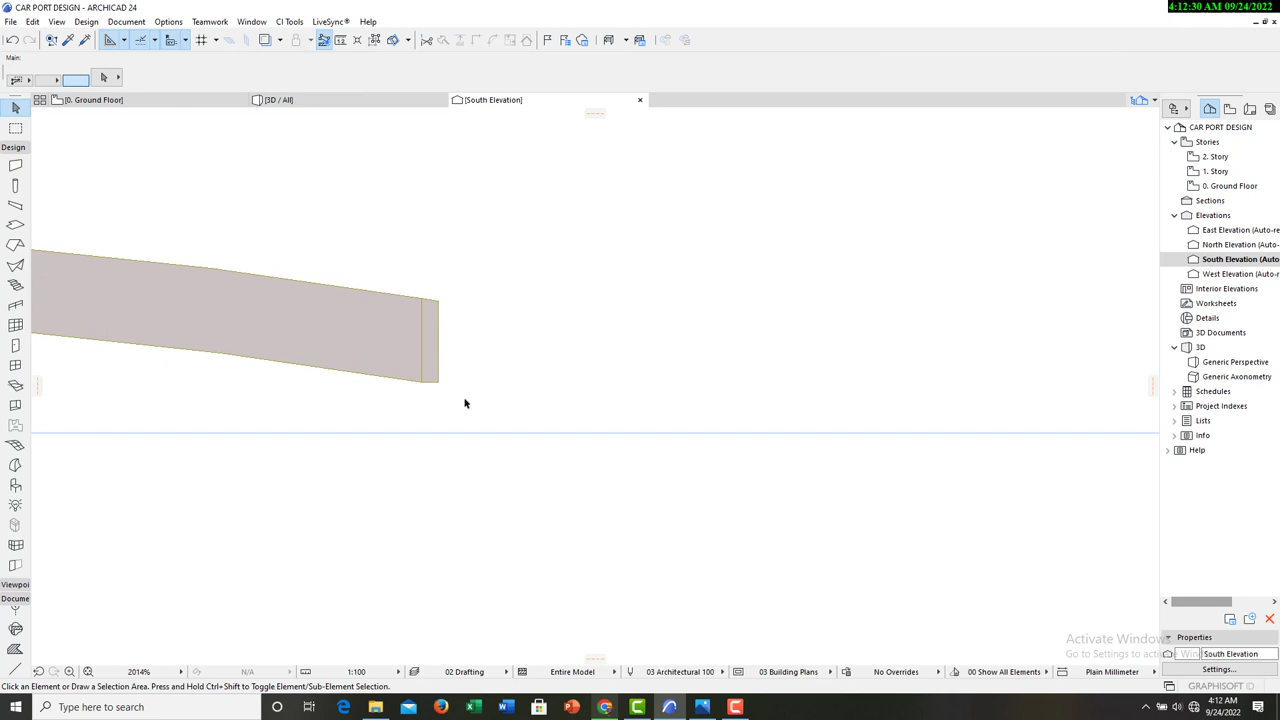 CAR PORT DESIGN - ARCHICAD 24
4:12:30 AM 09/24/2022
File Edit View Design Document Options Teamwork Window CI Tools LiveSync® Help
Main:
[0. Ground Floor]
[3D / All]
[South Elevation]
Design
CAR PORT DESIGN
Stories
2. Story
1. Story
0. Ground Floor
Sections
Elevations
East Elevation (Auto-re
North Elevation (Auto-
South Elevation (Auto
West Elevation (Auto-r
Interior Elevations
Worksheets
Details
3D Documents
3D
Generic Perspective
Generic Axonometry
Schedules
Project Indexes
Lists
Info
Help
Viewpoi
Docume
Activate Windows
Go to Settings to activate Win
Properties
South Elevation
Settings...
2014% N/A 1:100 02 Drafting Entire Model 03 Architectural 100 03 Building Plans No Overrides 00 Show All Elements Plain Millimeter
Click an Element or Draw a Selection Area. Press and Hold Ctrl+Shift to Toggle Element/Sub-Element Selection.
GRAPHISOFT ID
Type here to search
4:12 AM
9/24/2022